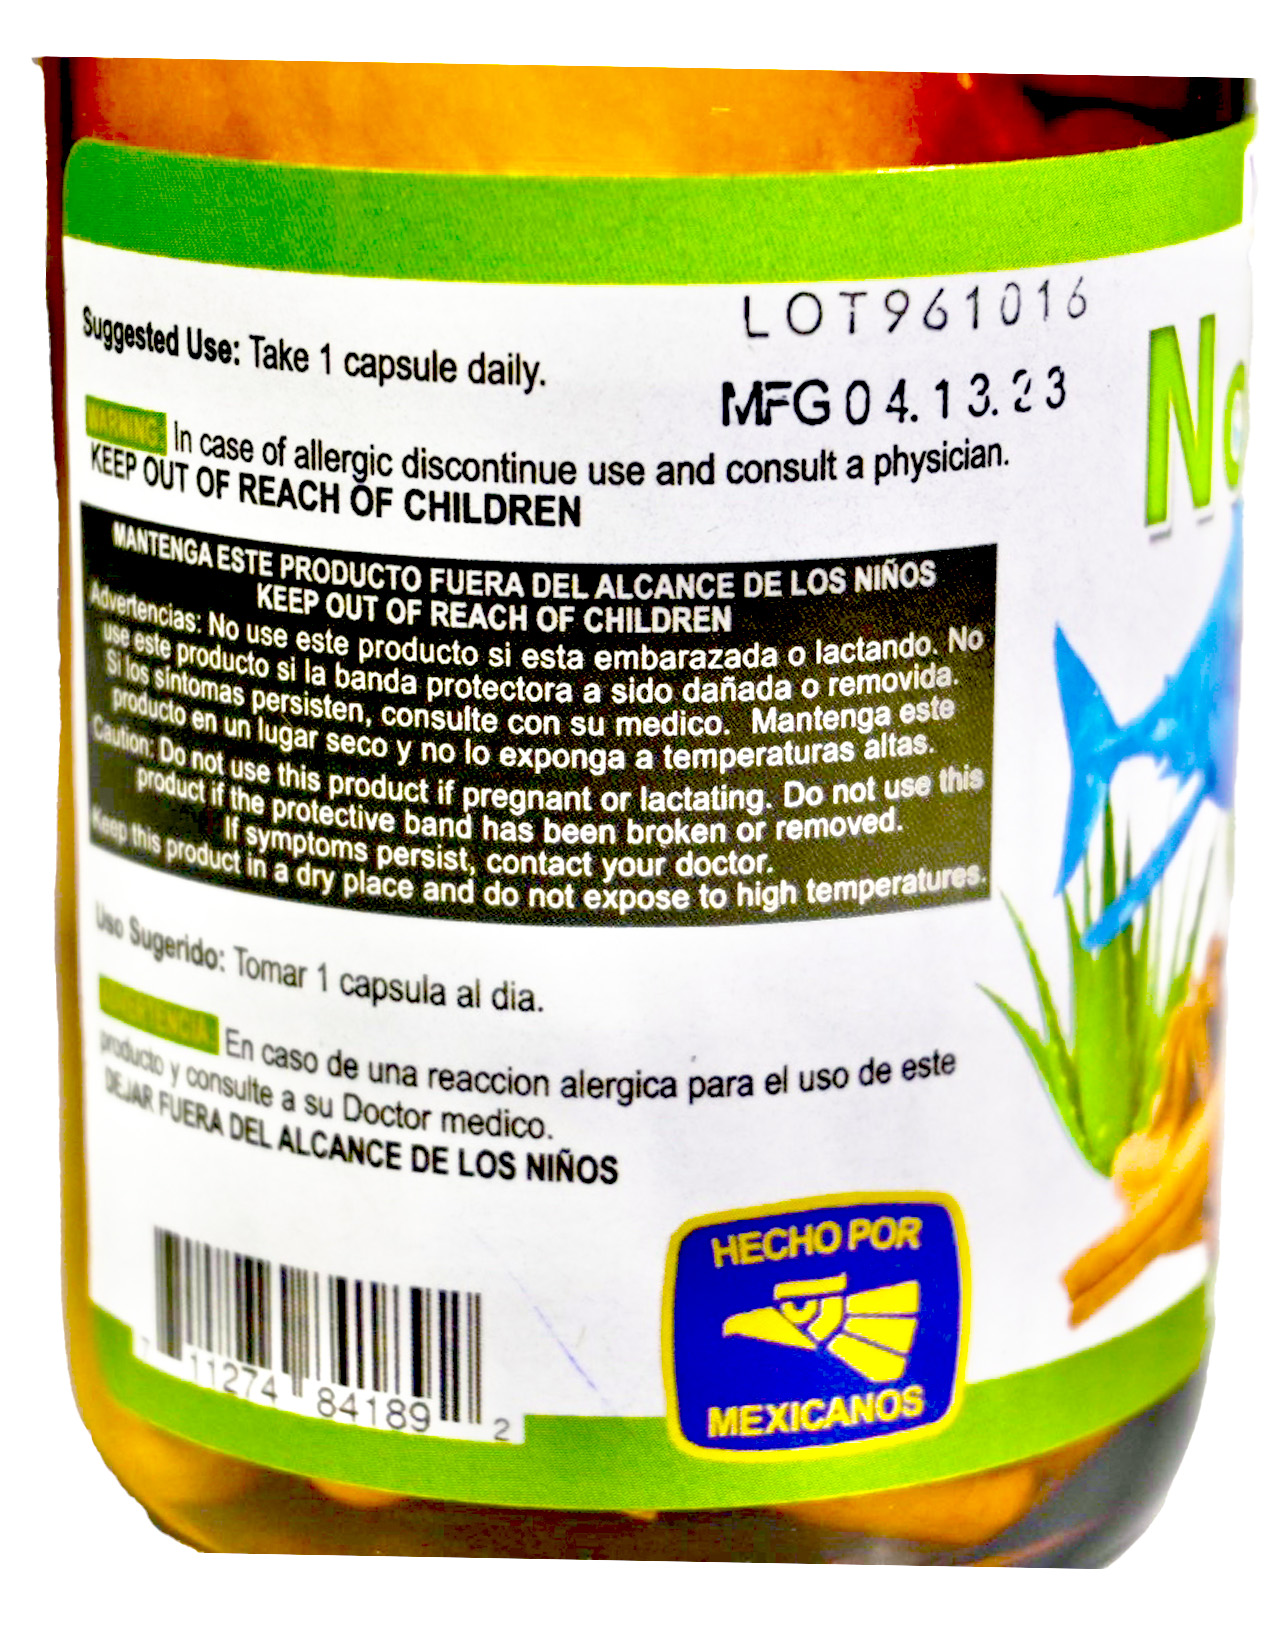 LOT961016
MFG 04.13.23
Suggested Use: Take 1 capsule daily.
WARNING: In case of allergic discontinue use and consult a physician.
KEEP OUT OF REACH OF CHILDREN
MANTENGA ESTE PRODUCTO FUERA DEL ALCANCE DE LOS NIÑOS
KEEP OUT OF REACH OF CHILDREN
Advertencias: No use este producto si esta embarazada o lactando. No
use este producto si la banda protectora a sido dañada o removida.
Si los síntomas persisten, consulte con su medico. Mantenga este
producto en un lugar seco y no lo exponga a temperaturas altas.
Caution: Do not use this product if pregnant or lactating. Do not use this
product if the protective band has been broken or removed.
If symptoms persist, contact your doctor.
Keep this product in a dry place and do not expose to high temperatures.
Uso Sugerido: Tomar 1 capsula al dia.
ADVERTENCIA: En caso de una reaccion alergica para el uso de este
producto y consulte a su Doctor medico.
DEJAR FUERA DEL ALCANCE DE LOS NIÑOS
7 11274 84189 2
HECHO POR
MEXICANOS